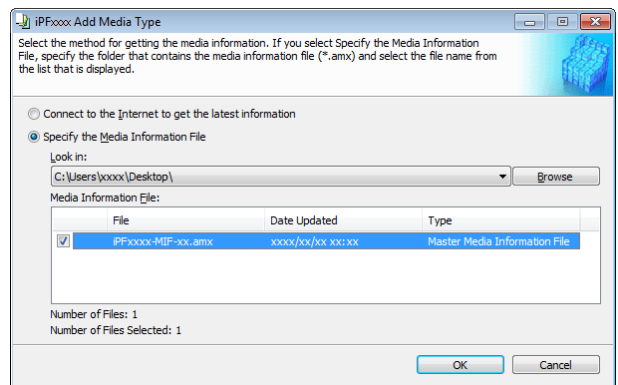 iPFxxxx Add Media Type
Select the method for getting the media information. If you select Specify the Media Information
File, specify the folder that contains the media information file (*.amx) and select the file name from
the list that is displayed.
Connect to the Internet to get the latest information
Specify the Media Information File
Look in:
C:\Users\xxxx\Desktop\
Browse
Media Information File:
File Date Updated Type
iPFxxxx-MIF-xx.amx xxxx/xx/xx xx:xx Master Media Information File
Number of Files: 1
Number of Files Selected: 1
OK Cancel